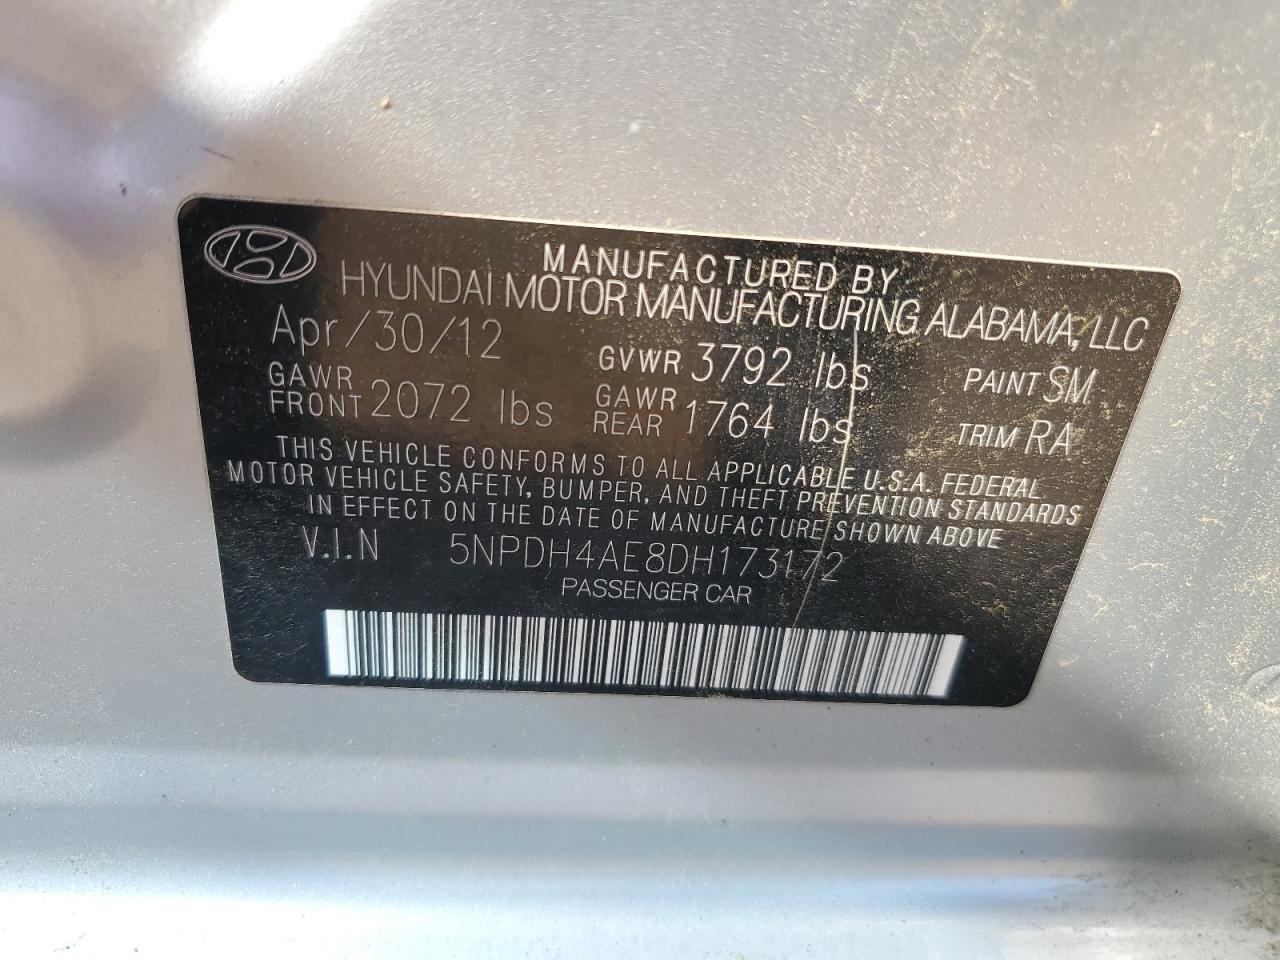 MANUFACTURED BY
HYUNDAI MOTOR MANUFACTURING ALABAMA, LLC
Apr/30/12 GVWR 3792 lbs PAINT SM
GAWR FRONT 2072 lbs GAWR REAR 1764 lbs TRIM RA
THIS VEHICLE CONFORMS TO ALL APPLICABLE U.S.A. FEDERAL
MOTOR VEHICLE SAFETY, BUMPER, AND THEFT PREVENTION STANDARDS
IN EFFECT ON THE DATE OF MANUFACTURE SHOWN ABOVE
V.I.N 5NPDH4AE8DH173172
PASSENGER CAR